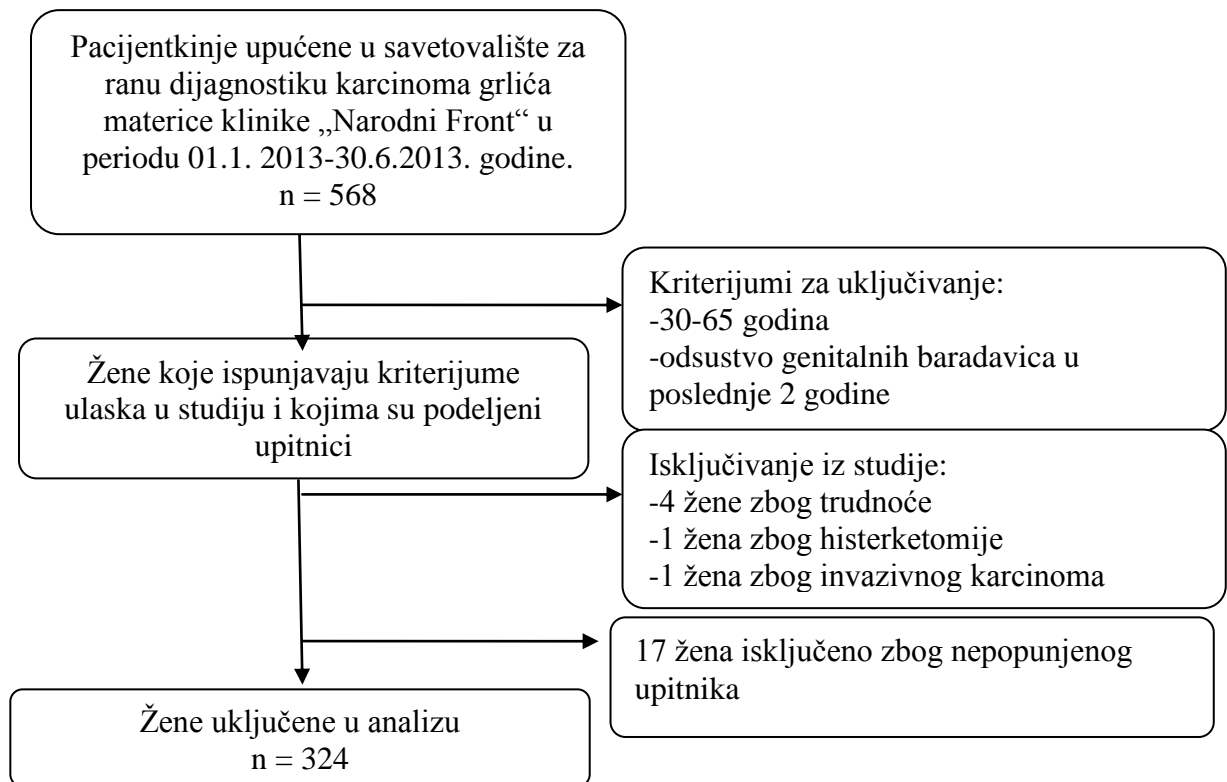 Pacijentkinje upućene u savetovalište za
ranu dijagnostiku karcinoma grlića
materice klinike „Narodni Front“ u
periodu 01.1. 2013-30.6.2013. godine.
n = 568
Kriterijumi za uključivanje:
-30-65 godina
-odsustvo genitalnih baradavica u
poslednje 2 godine
Žene koje ispunjavaju kriterijume
ulaska u studiju i kojima su podeljeni
upitnici
Isključivanje iz studije:
-4 žene zbog trudnoće
-1 žena zbog histerketomije
-1 žena zbog invazivnog karcinoma
17 žena isključeno zbog nepopunjenog
upitnika
Žene uključene u analizu
n = 324